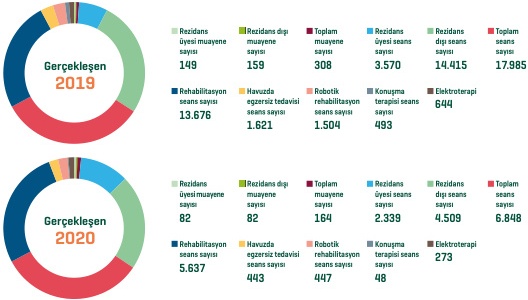 Gerçekleşen
2019
Rezidans
üyesi muayene
sayısı
149
Rezidans dışı
muayene
sayısı
159
Toplam
muayene
sayısı
308
Rezidans
üyesi seans
sayısı
3.570
Rezidans
dışı seans
sayısı
14.415
Toplam
seans
sayısı
17.985
Rehabilitasyon
seans sayısı
13.676
Havuzda
egzersiz tedavisi
seans sayısı
1.621
Robotik
rehabilitasyon
seans sayısı
1.504
Konuşma
terapisi seans
sayısı
493
Elektroterapi
644
Gerçekleşen
2020
Rezidans
üyesi muayene
sayısı
82
Rezidans dışı
muayene
sayısı
82
Toplam
muayene
sayısı
164
Rezidans
üyesi seans
sayısı
2.339
Rezidans
dışı seans
sayısı
4.509
Toplam
seans
sayısı
6.848
Rehabilitasyon
seans sayısı
5.637
Havuzda
egzersiz tedavisi
seans sayısı
443
Robotik
rehabilitasyon
seans sayısı
447
Konuşma
terapisi seans
sayısı
48
Elektroterapi
273